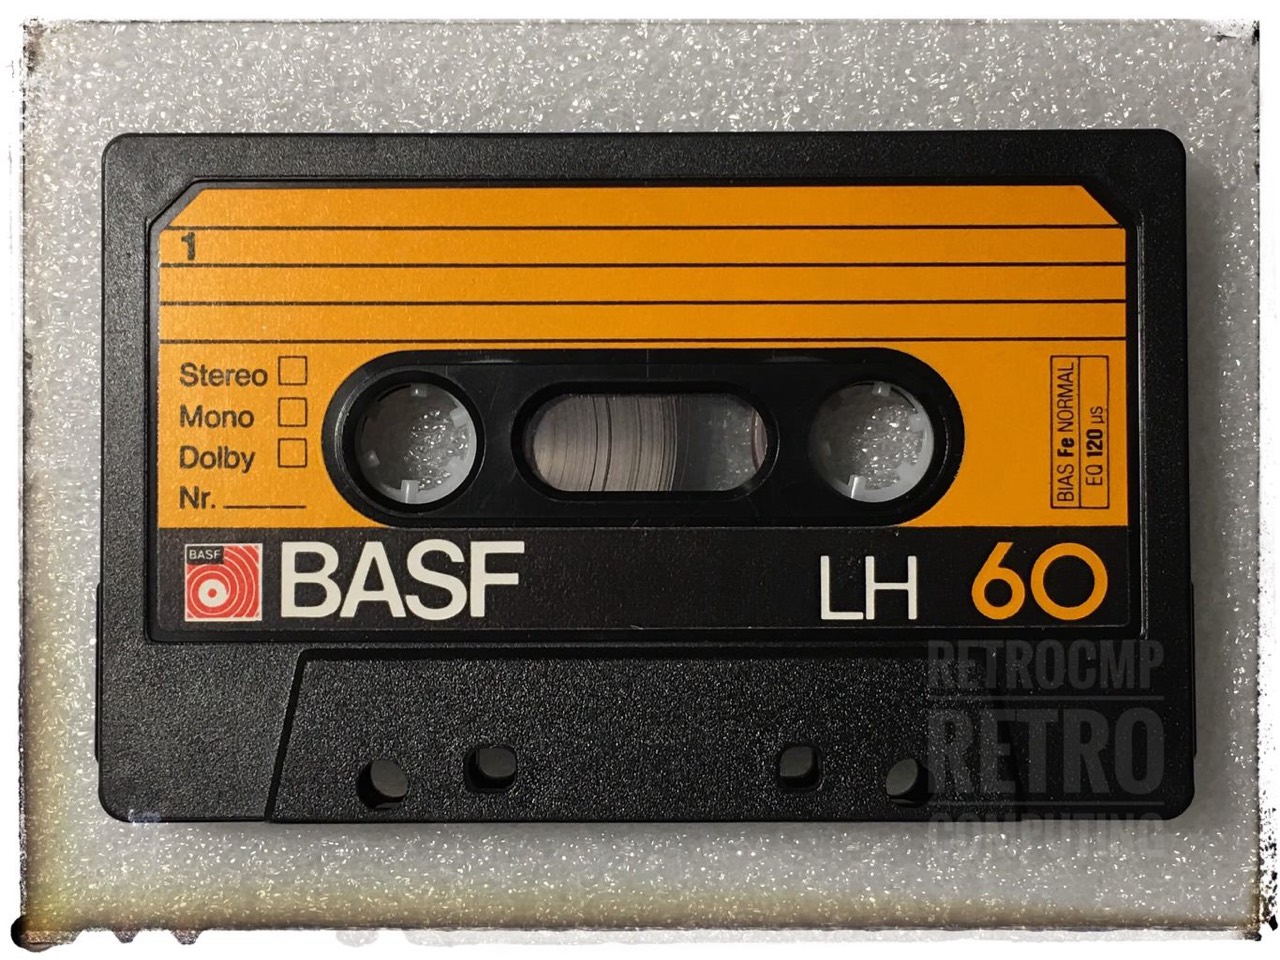 1
Stereo
Mono
Dolby
Nr.
BIAS Fe NORMAL
EQ 120 µs
BASF
BASF
LH 60
RETROCMP
RETRO
COMPUTING